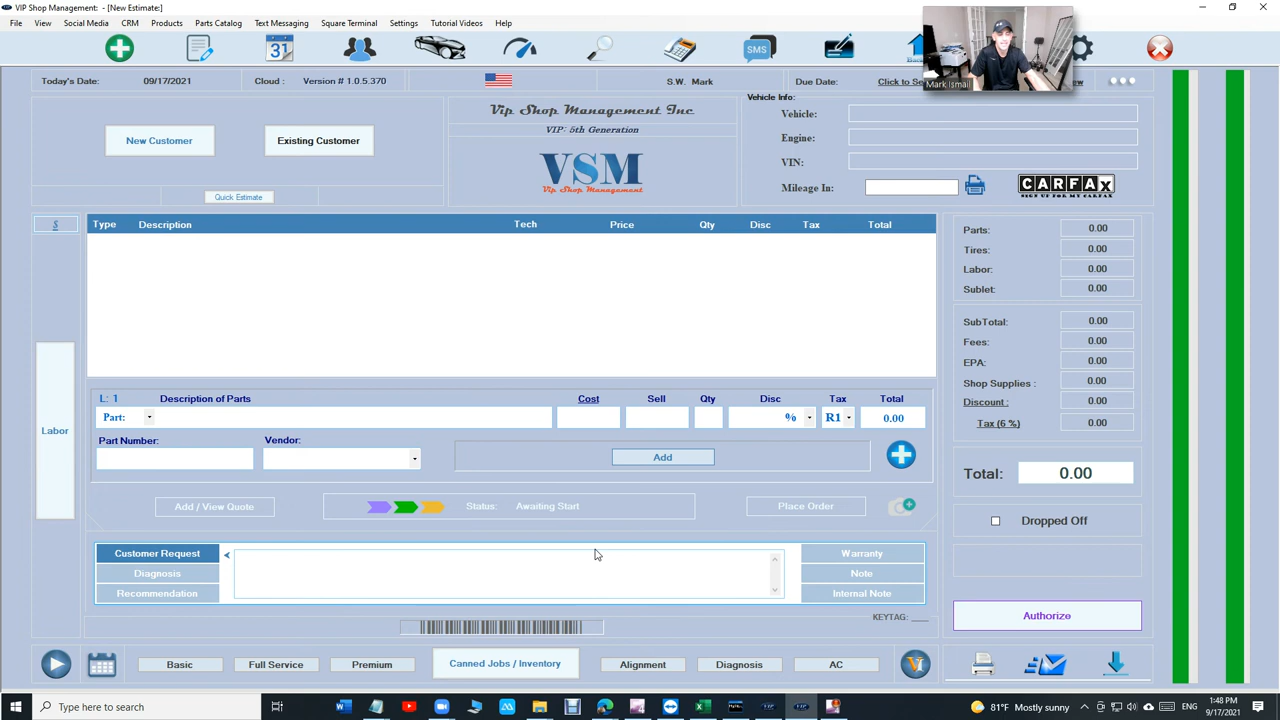 VIP Shop Management: - [New Estimate:]
File View Social Media CRM Products Parts Catalog Text Messaging Square Terminal Settings Tutorial Videos Help
31 SMS
Mark Ismail
Today's Date: 09/17/2021 Cloud : Version # 1.0.5.370 S.W. Mark Due Date:
New Customer Existing Customer
Quick Estimate
Vip Shop Management Inc
VIP: 5th Generation
VSM
Vip Shop Management
Vehicle Info:
Vehicle:
Engine:
VIN:
Mileage In:
CARFAX
SIGN UP FOR MY CARFAX
$
Type Description Tech Price Qty Disc Tax Total
Labor
L: 1 Description of Parts Cost Sell Qty Disc Tax Total
Part: % R1 0.00
Part Number: Vendor:
Add
Add / View Quote Status: Awaiting Start Place Order
Customer Request < Warranty
Diagnosis Note
Recommendation Internal Note
KEYTAG: ___
Parts: 0.00
Tires: 0.00
Labor: 0.00
Sublet: 0.00
SubTotal: 0.00
Fees: 0.00
EPA: 0.00
Shop Supplies : 0.00
Discount : 0.00
Tax (6 %) 0.00
Total: 0.00
Dropped Off
Authorize
Basic Full Service Premium Canned Jobs / Inventory Alignment Diagnosis AC
Type here to search
81°F Mostly sunny ENG
1:48 PM
9/17/2021